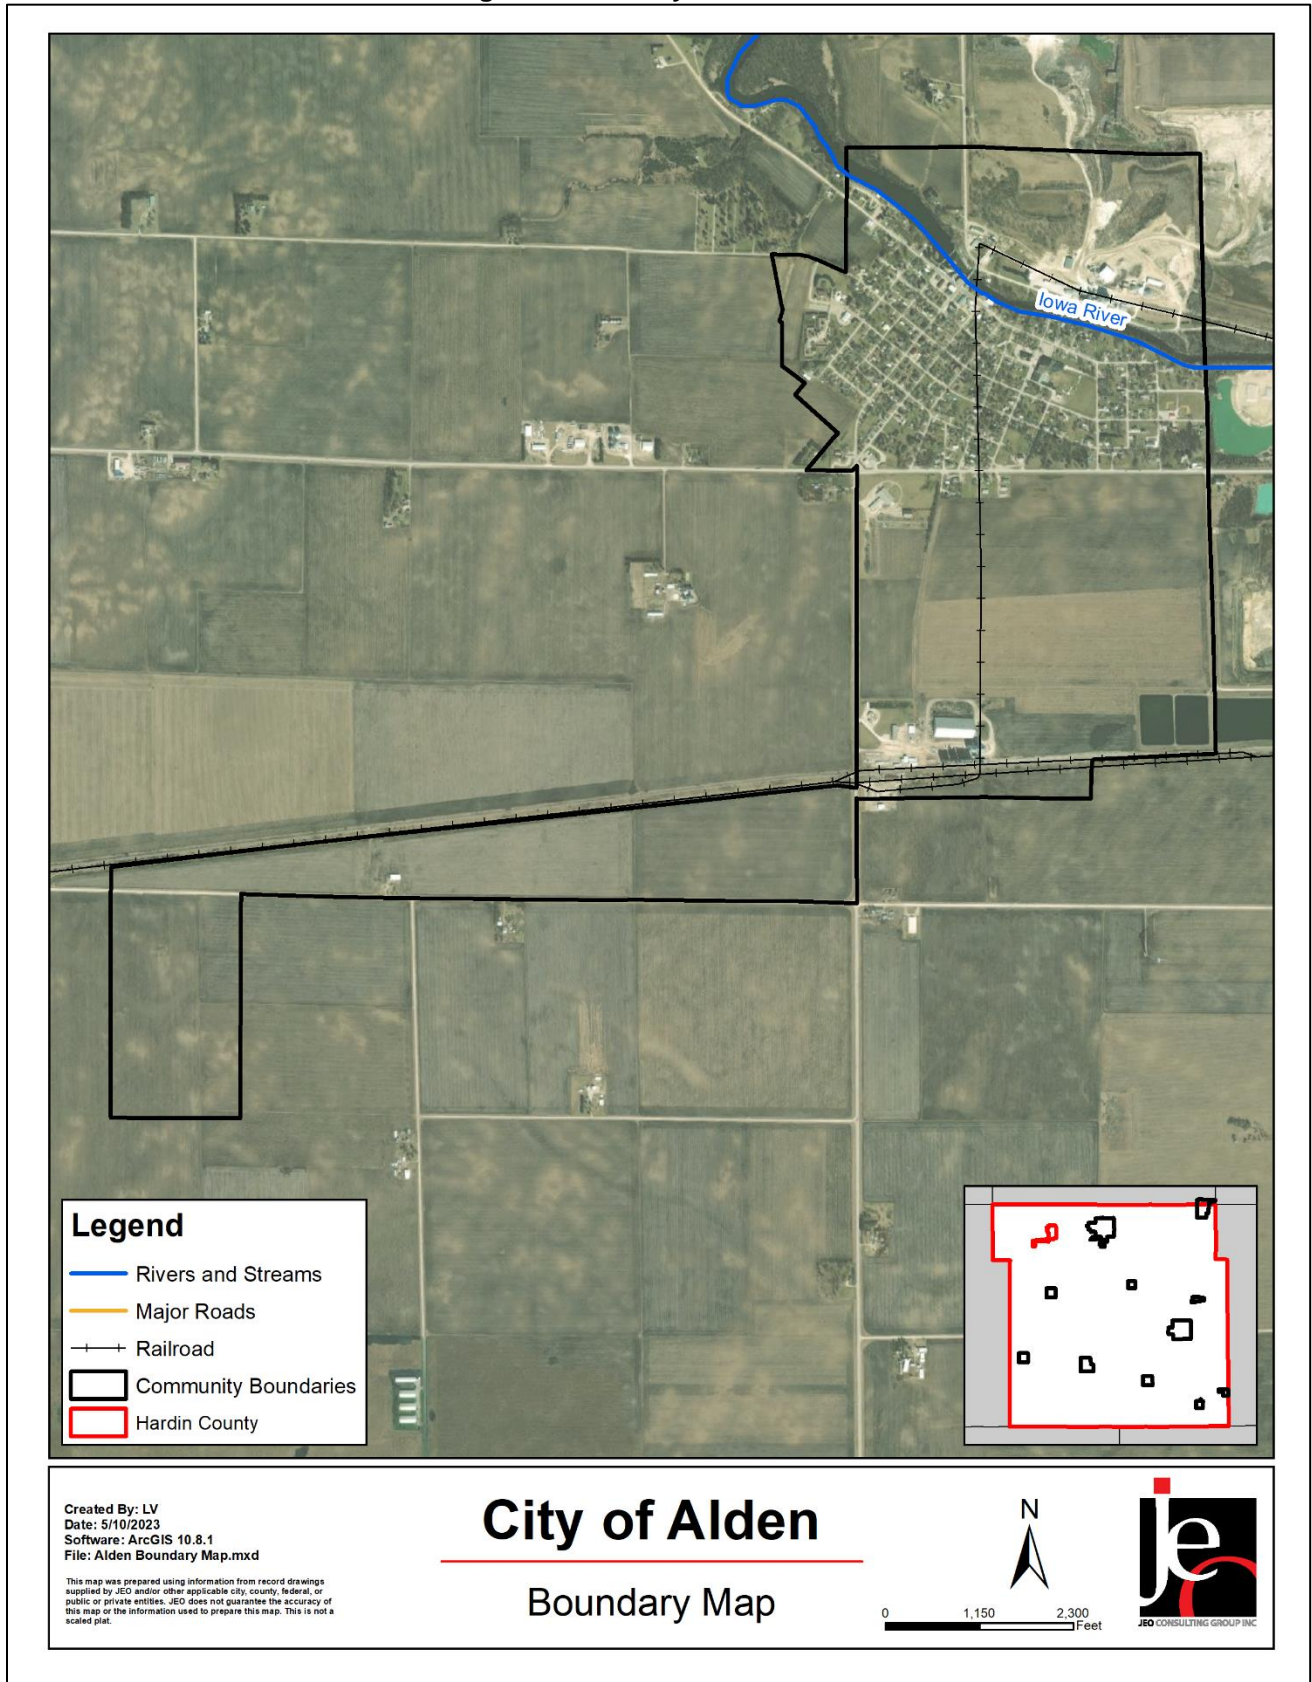 Iowa River
Legend
Rivers and Streams
Major Roads
Railroad
Community Boundaries
Hardin County
Created By: LV
Date: 5/10/2023
Software: ArcGIS 10.8.1
File: Alden Boundary Map.mxd
This map was prepared using information from record drawings
supplied by JEO and/or other applicable city, county, federal, or
public or private entities. JEO does not guarantee the accuracy of
this map or the information used to prepare this map. This is not a
scaled plat.
City of Alden
Boundary Map
N
0 1,150 2,300
Feet
jeo
JEO CONSULTING GROUP INC